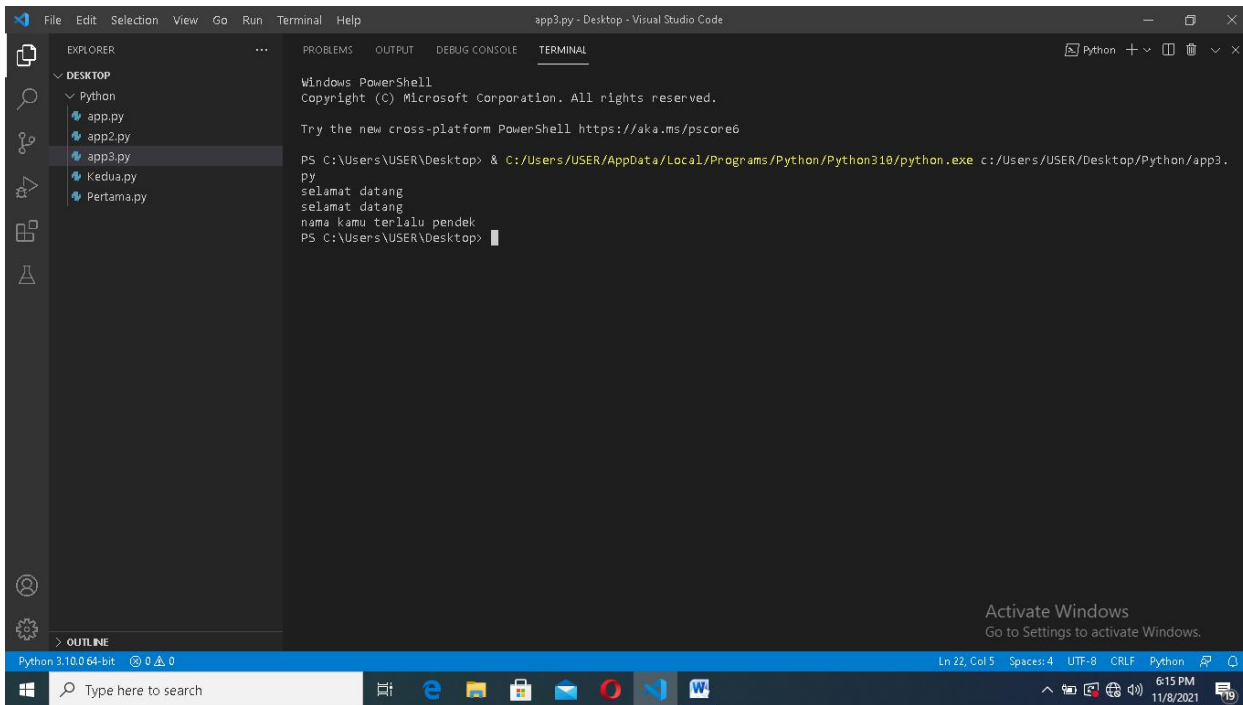 File Edit Selection View Go Run Terminal Help app3.py - Desktop - Visual Studio Code
EXPLORER
DESKTOP
Python
app.py
app2.py
app3.py
Kedua.py
Pertama.py
OUTLINE
PROBLEMS OUTPUT DEBUG CONSOLE TERMINAL Python
Windows PowerShell
Copyright (C) Microsoft Corporation. All rights reserved.
Try the new cross-platform PowerShell https://aka.ms/pscore6
PS C:\Users\USER\Desktop> & C:/Users/USER/AppData/Local/Programs/Python/Python310/python.exe c:/Users/USER/Desktop/Python/app3.
py
selamat datang
selamat datang
nama kamu terlalu pendek
PS C:\Users\USER\Desktop>
Activate Windows
Go to Settings to activate Windows.
Python 3.10.0 64-bit 0 0 Ln 22, Col 5 Spaces: 4 UTF-8 CRLF Python
Type here to search
6:15 PM
11/8/2021
19